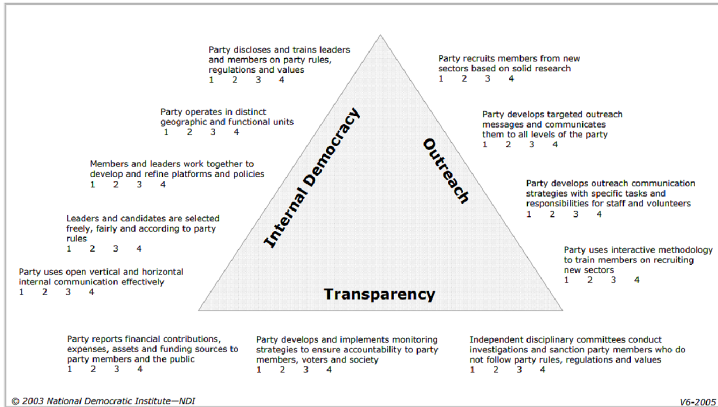 Party discloses and trains leaders
and members on party rules,
regulations and values
1 2 3 4
Party operates in distinct
geographic and functional units
1 2 3 4
Members and leaders work together to
develop and refine platforms and policies
1 2 3 4
Leaders and candidates are selected
freely, fairly and according to party
rules
1 2 3 4
Party uses open vertical and horizontal
internal communication effectively
1 2 3 4
Internal Democracy
Outreach
Transparency
Party recruits members from new
sectors based on solid research
1 2 3 4
Party develops targeted outreach
messages and communicates
them to all levels of the party
1 2 3 4
Party develops outreach communication
strategies with specific tasks and
responsibilities for staff and volunteers
1 2 3 4
Party uses interactive methodology
to train members on recruiting
new sectors
1 2 3 4
Party reports financial contributions,
expenses, assets and funding sources to
party members and the public
1 2 3 4
Party develops and implements monitoring
strategies to ensure accountability to party
members, voters and society
1 2 3 4
Independent disciplinary committees conduct
investigations and sanction party members who do
not follow party rules, regulations and values
1 2 3 4
© 2003 National Democratic Institute—NDI
V6-2005